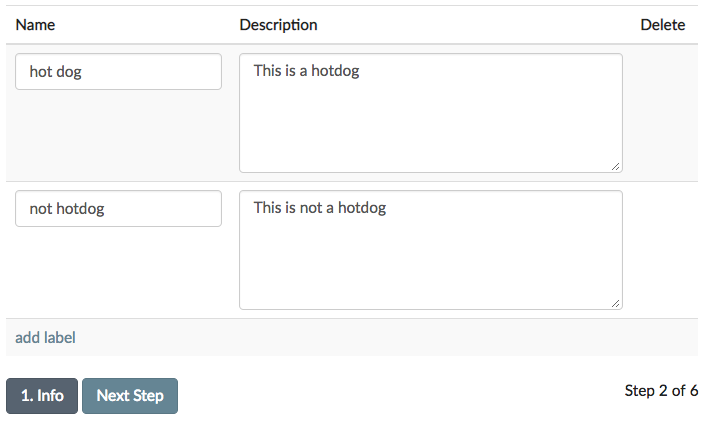 Name Description Delete
hot dog This is a hotdog
not hotdog This is not a hotdog
add label
1. Info Next Step Step 2 of 6